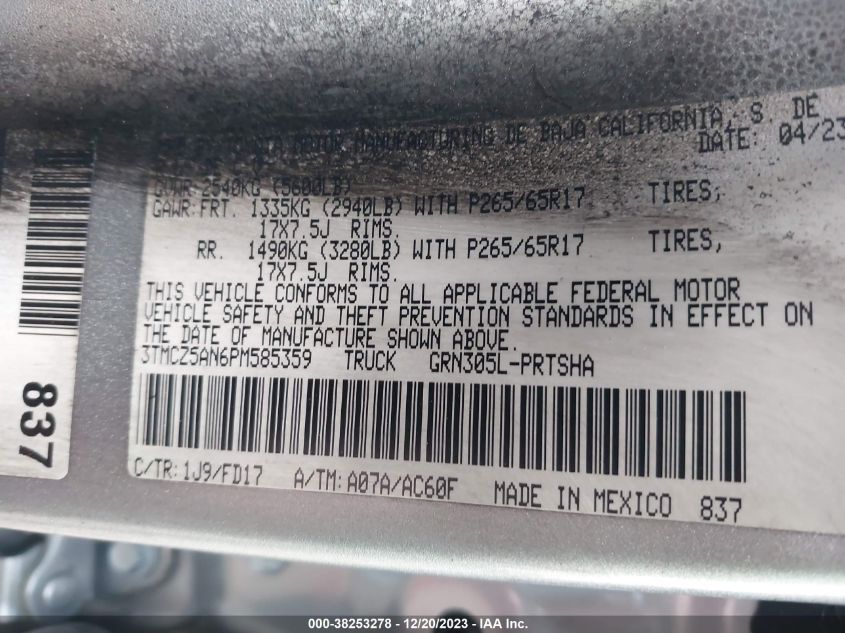 MOTOR MANUFACTURING DE BAJA CALIFORNIA, S. DE
DATE: 04/23
GVWR 2540KG (5600LB)
GAWR FRT. 1335KG (2940LB) WITH P265/65R17 TIRES,
17X7.5J RIMS.
RR. 1490KG (3280LB) WITH P265/65R17 TIRES,
17X7.5J RIMS.
THIS VEHICLE CONFORMS TO ALL APPLICABLE FEDERAL MOTOR
VEHICLE SAFETY AND THEFT PREVENTION STANDARDS IN EFFECT ON
THE DATE OF MANUFACTURE SHOWN ABOVE.
3TMCZ5AN6PM585359 TRUCK GRN305L-PRTSHA
C/TR:1J9/FD17 A/TM:A07A/AC60F MADE IN MEXICO 837
837
000-38253278 - 12/20/2023 - IAA Inc.